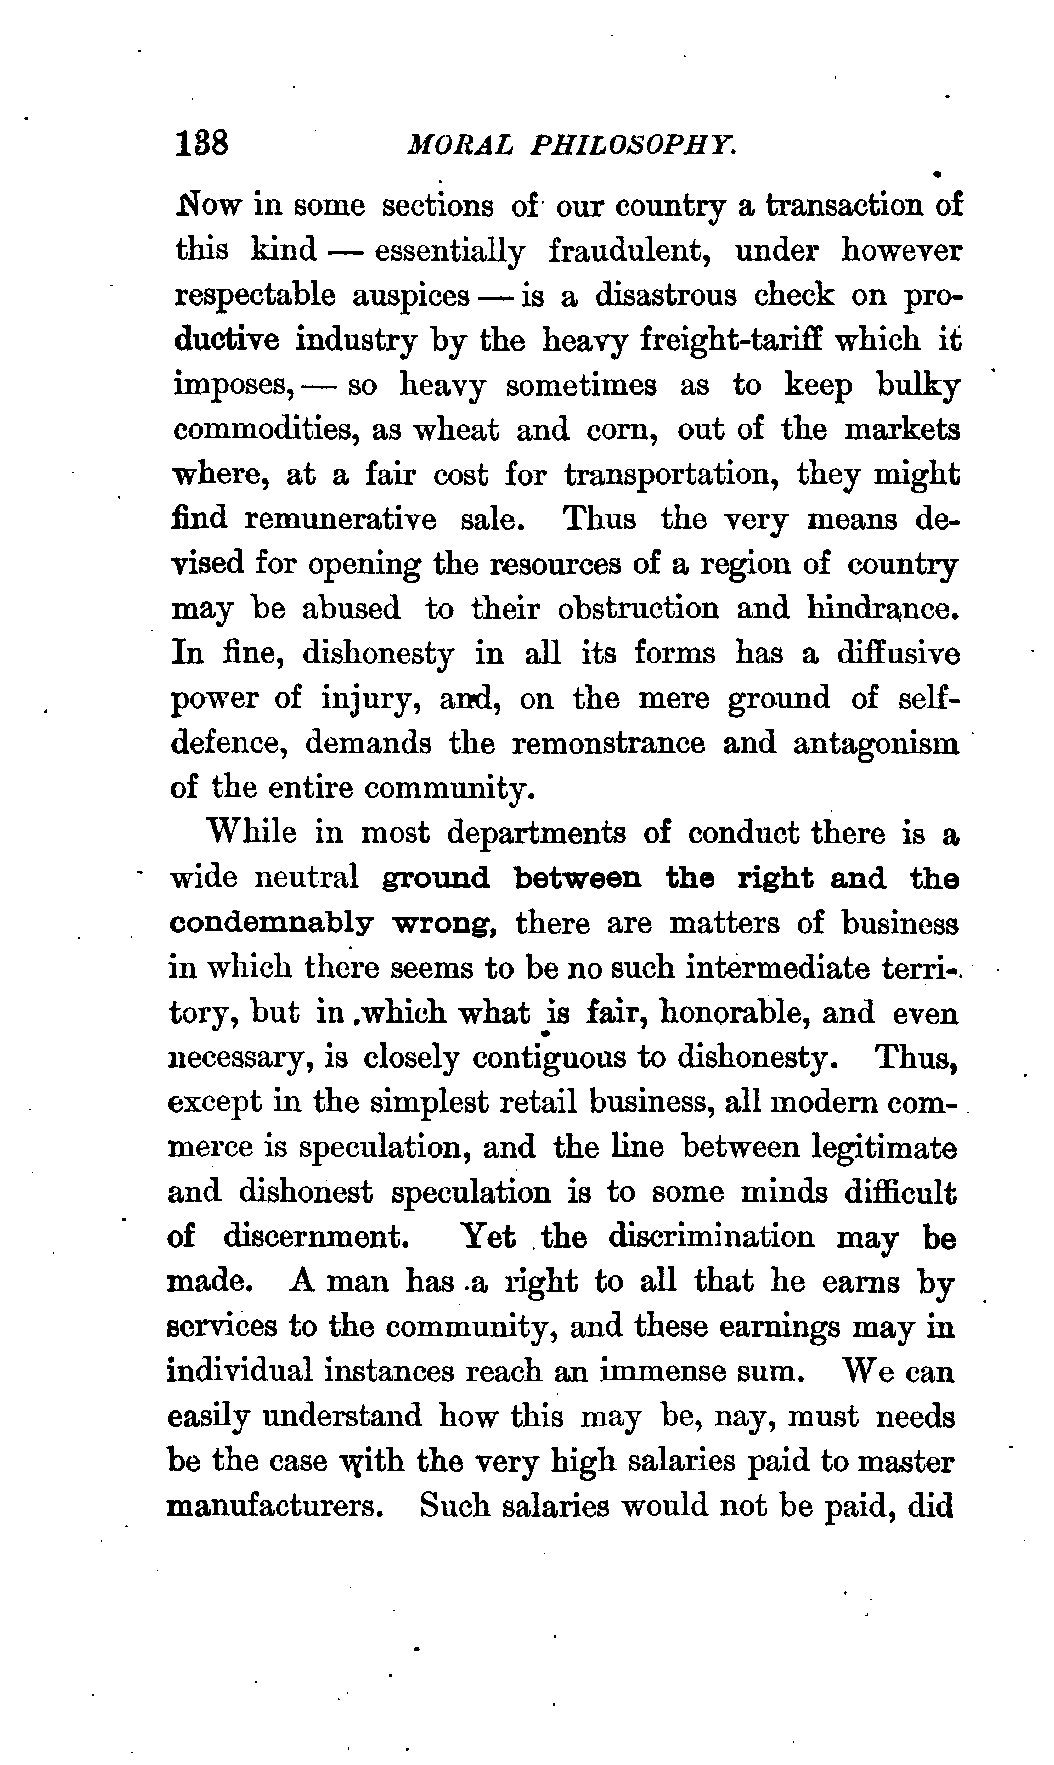 138 MORAL PHILOSOPHY.
Now in some sections of our country a transaction of
this kind — essentially fraudulent, under however
respectable auspices — is a disastrous check on pro-
ductive industry by the heavy freight-tariff which it
imposes, — so heavy sometimes as to keep bulky
commodities, as wheat and corn, out of the markets
where, at a fair cost for transportation, they might
find remunerative sale. Thus the very means de-
vised for opening the resources of a region of country
may be abused to their obstruction and hindrance.
In fine, dishonesty in all its forms has a diffusive
power of injury, and, on the mere ground of self-
defence, demands the remonstrance and antagonism
of the entire community.
While in most departments of conduct there is a
wide neutral ground between the right and the
condemnably wrong, there are matters of business
in which there seems to be no such intermediate terri-
tory, but in which what is fair, honorable, and even
necessary, is closely contiguous to dishonesty. Thus,
except in the simplest retail business, all modern com-
merce is speculation, and the line between legitimate
and dishonest speculation is to some minds difficult
of discernment. Yet the discrimination may be
made. A man has a right to all that he earns by
services to the community, and these earnings may in
individual instances reach an immense sum. We can
easily understand how this may be, nay, must needs
be the case with the very high salaries paid to master
manufacturers. Such salaries would not be paid, did